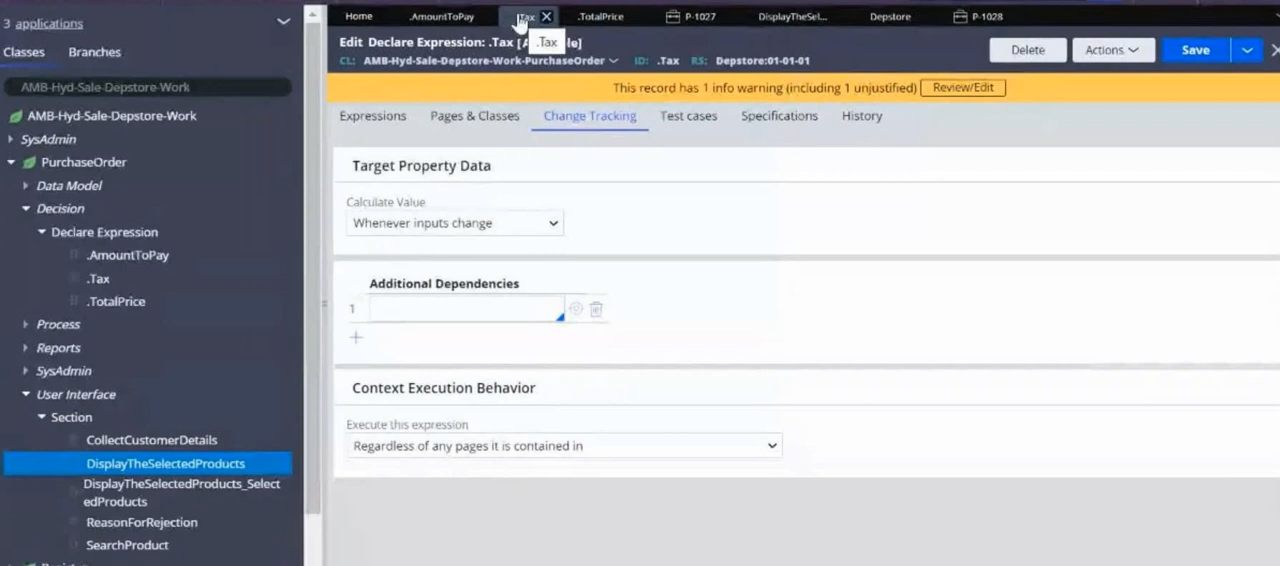 3 applications
Classes Branches
AMB-Hyd-Sale-Depstore-Work
AMB-Hyd-Sale-Depstore-Work
SysAdmin
PurchaseOrder
Data Model
Decision
Declare Expression
.AmountToPay
.Tax
.TotalPrice
Process
Reports
SysAdmin
User Interface
Section
CollectCustomerDetails
DisplayTheSelectedProducts
DisplayTheSelectedProducts_Select
edProducts
ReasonForRejection
SearchProduct
Home .AmountToPay .Tax .TotalPrice P-1027 DisplayTheSel... Depstore P-1028
.Tax
Edit Declare Expression: .Tax
CL: AMB-Hyd-Sale-Depstore-Work-PurchaseOrder ID: .Tax RS: Depstore:01-01-01
Delete Actions Save
This record has 1 info warning (including 1 unjustified) Review/Edit
Expressions Pages & Classes Change Tracking Test cases Specifications History
Target Property Data
Calculate Value
Whenever inputs change
Additional Dependencies
1
Context Execution Behavior
Execute this expression
Regardless of any pages it is contained in